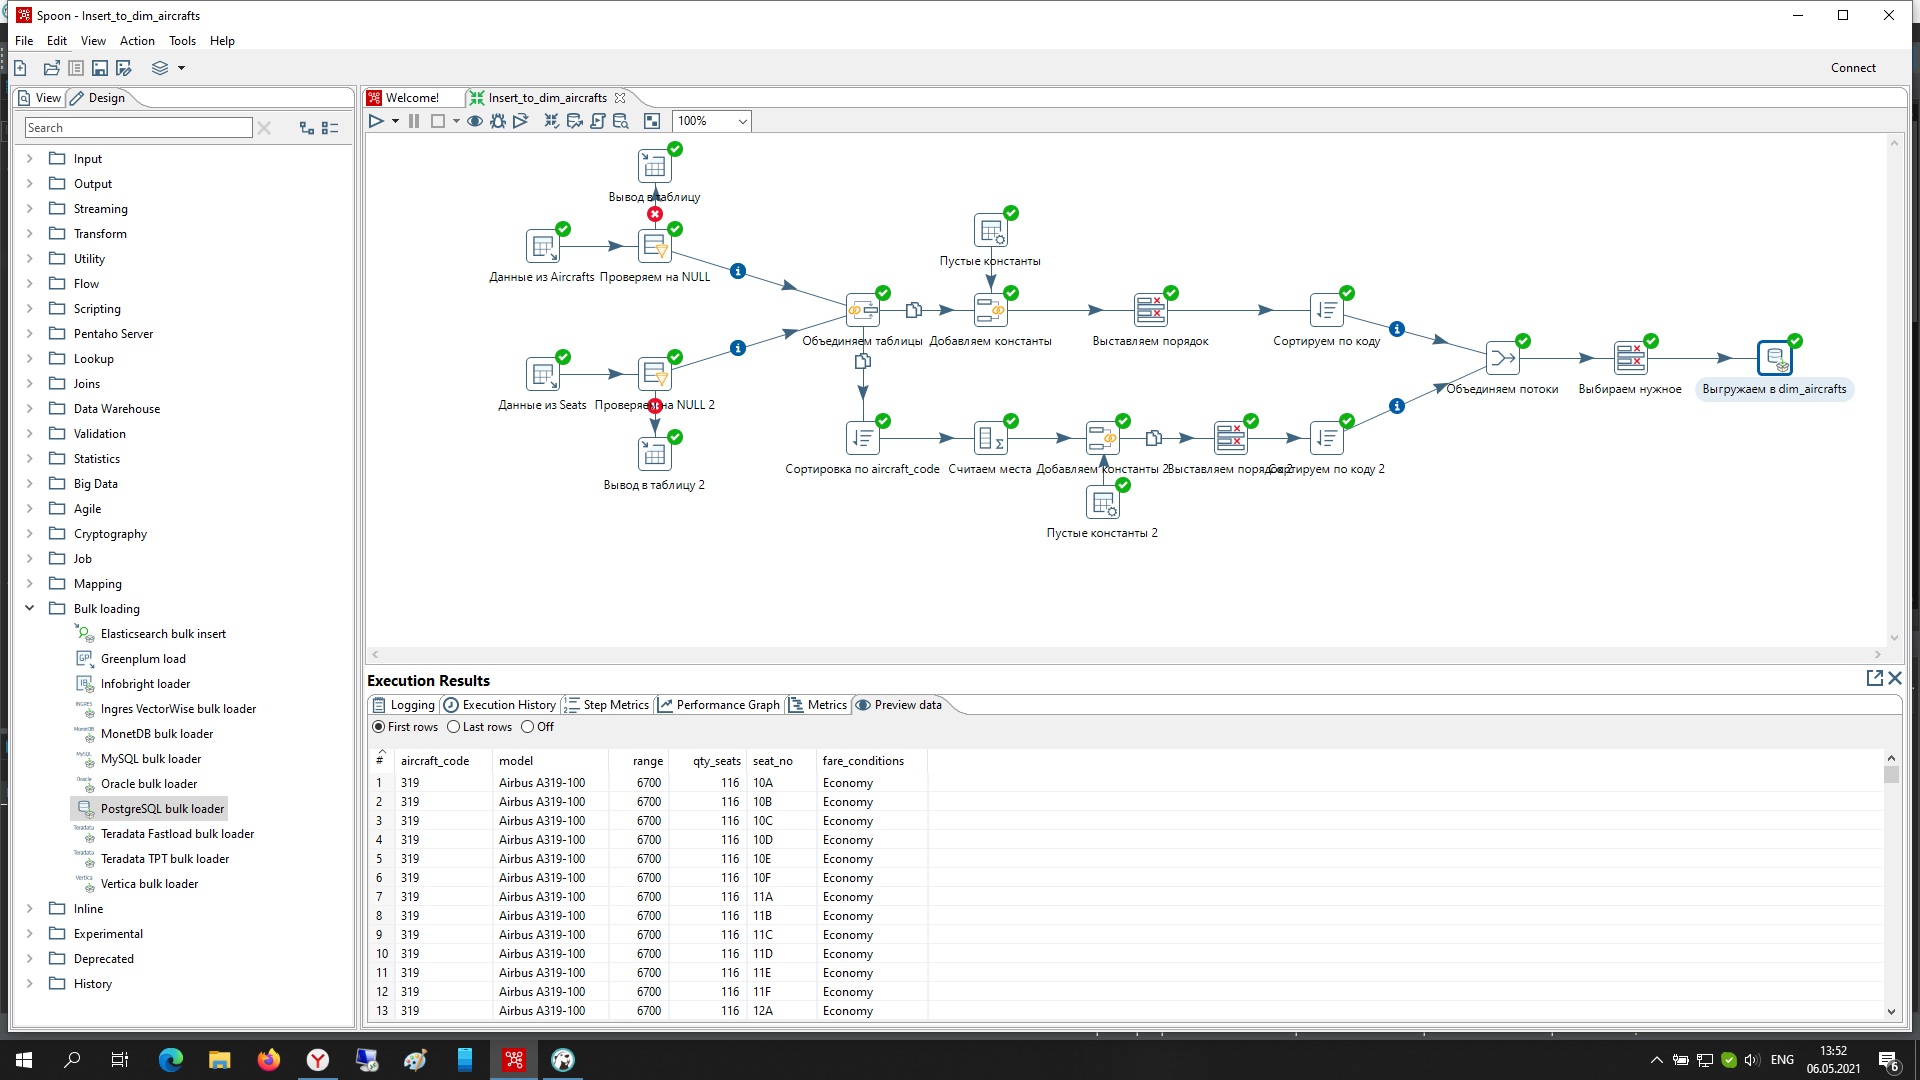 Spoon - Insert_to_dim_aircrafts
File Edit View Action Tools Help
Connect
View Design
Search
Input
Output
Streaming
Transform
Utility
Flow
Scripting
Pentaho Server
Lookup
Joins
Data Warehouse
Validation
Statistics
Big Data
Agile
Cryptography
Job
Mapping
Bulk loading
Elasticsearch bulk insert
Greenplum load
Infobright loader
Ingres VectorWise bulk loader
MonetDB bulk loader
MySQL bulk loader
Oracle bulk loader
PostgreSQL bulk loader
Teradata Fastload bulk loader
Teradata TPT bulk loader
Vertica bulk loader
Inline
Experimental
Deprecated
History
Welcome! Insert_to_dim_aircrafts
100%
Вывод в таблицу
Данные из Aircrafts Проверяем на NULL
Пустые константы
Объединяем таблицы Добавляем константы Выставляем порядок Сортируем по коду
Данные из Seats Проверяем на NULL 2
Объединяем потоки Выбираем нужное Выгружаем в dim_aircrafts
Вывод в таблицу 2
Сортировка по aircraft_code Считаем места Добавляем константы 2 Выставляем порядок 2 Сортируем по коду 2
Пустые константы 2
Execution Results
Logging Execution History Step Metrics Performance Graph Metrics Preview data
First rows Last rows Off
# aircraft_code model range qty_seats seat_no fare_conditions
1 319 Airbus A319-100 6700 116 10A Economy
2 319 Airbus A319-100 6700 116 10B Economy
3 319 Airbus A319-100 6700 116 10C Economy
4 319 Airbus A319-100 6700 116 10D Economy
5 319 Airbus A319-100 6700 116 10E Economy
6 319 Airbus A319-100 6700 116 10F Economy
7 319 Airbus A319-100 6700 116 11A Economy
8 319 Airbus A319-100 6700 116 11B Economy
9 319 Airbus A319-100 6700 116 11C Economy
10 319 Airbus A319-100 6700 116 11D Economy
11 319 Airbus A319-100 6700 116 11E Economy
12 319 Airbus A319-100 6700 116 11F Economy
13 319 Airbus A319-100 6700 116 12A Economy
ENG
13:52
06.05.2021
6